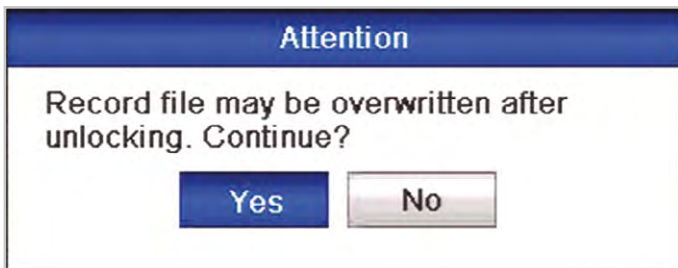 Attention
Record file may be overwritten after
unlocking. Continue?
Yes No